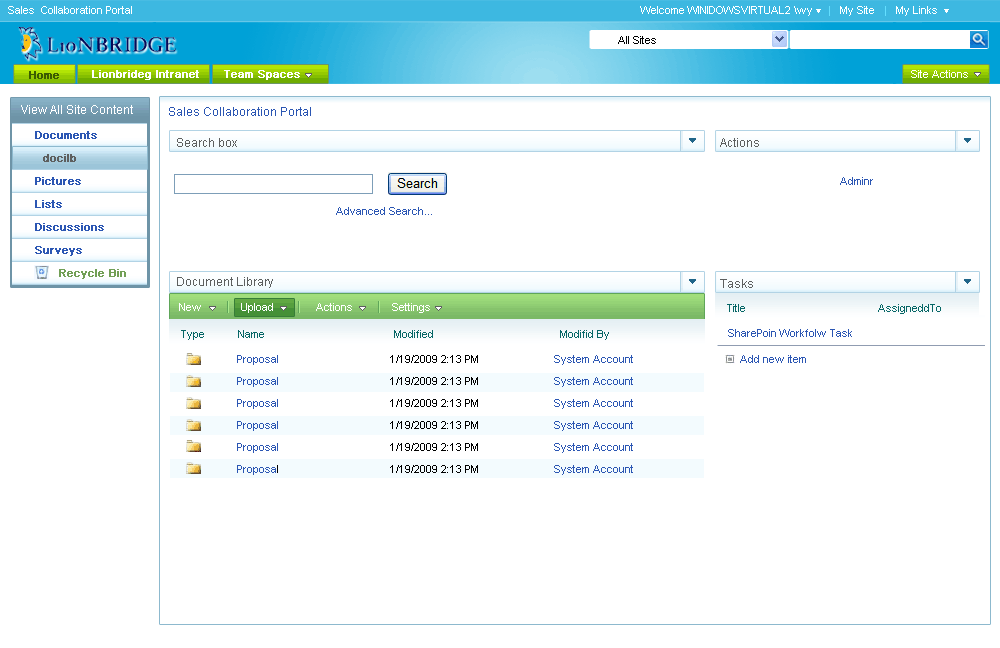 Sales Collaboration Portal
Welcome WINIDOWSVIRTUAL2 \wy | My Site | My Links
LIONBRIDGE
All Sites
Home Lionbrideg Intranet Team Spaces Site Actions
View All Site Content
Documents
docilb
Pictures
Lists
Discussions
Surveys
Recycle Bin
Sales Collaboration Portal
Search box
Search
Advanced Search...
Actions
Adminr
Document Library
New Upload Actions Settings
Type Name Modified Modifid By
Proposal 1/19/2009 2:13 PM System Account
Proposal 1/19/2009 2:13 PM System Account
Proposal 1/19/2009 2:13 PM System Account
Proposal 1/19/2009 2:13 PM System Account
Proposal 1/19/2009 2:13 PM System Account
Proposal 1/19/2009 2:13 PM System Account
Tasks
Title AssigneddTo
SharePoin Workfolw Task
Add new item